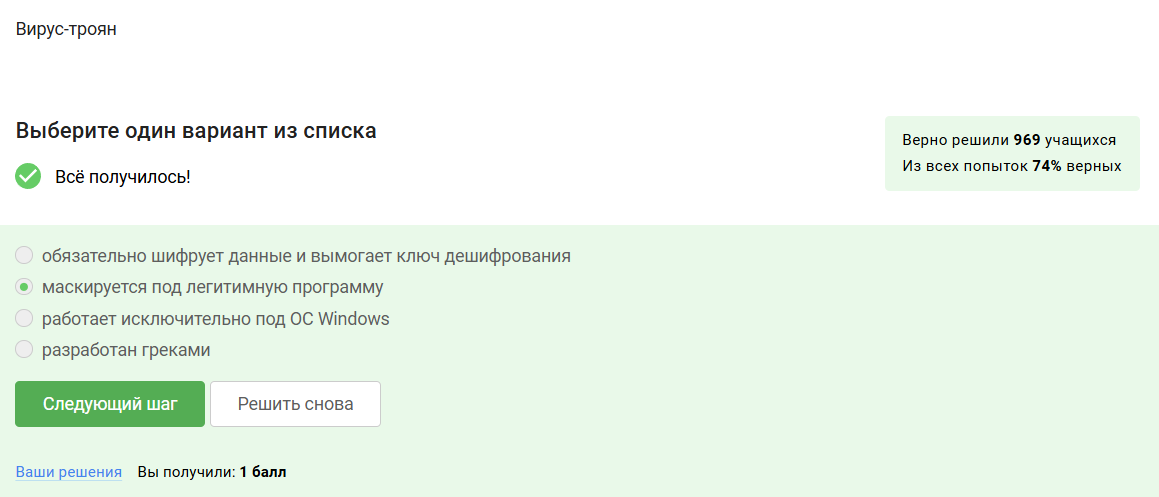 Вирус-троян
Выберите один вариант из списка
Всё получилось!
Верно решили 969 учащихся
Из всех попыток 74% верных
обязательно шифрует данные и вымогает ключ дешифрования
маскируется под легитимную программу
работает исключительно под ОС Windows
разработан греками
Следующий шаг
Решить снова
Ваши решения
Вы получили: 1 балл